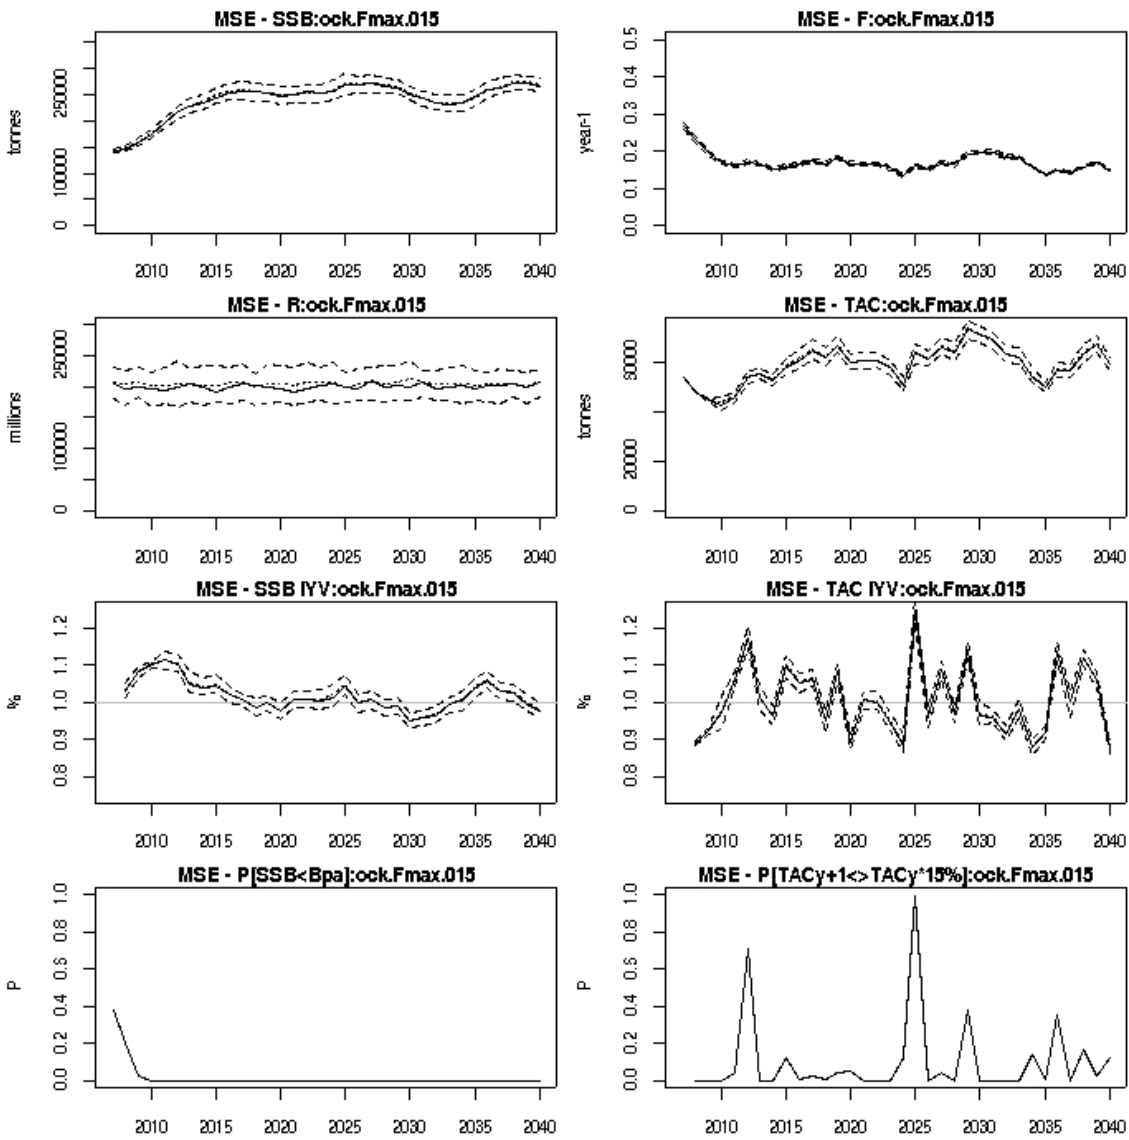 MSE - SSB:ock.Fmax.015
tonnes
0 100000 250000
2010 2015 2020 2025 2030 2035 2040
MSE - F:ock.Fmax.015
year-1
0.0 0.1 0.2 0.3 0.4 0.5
2010 2015 2020 2025 2030 2035 2040
MSE - R:ock.Fmax.015
millions
0 100000 250000
2010 2015 2020 2025 2030 2035 2040
MSE - TAC:ock.Fmax.015
tonnes
0 20000 50000
2010 2015 2020 2025 2030 2035 2040
MSE - SSB IYV:ock.Fmax.015
%
0.8 0.9 1.0 1.1 1.2
2010 2015 2020 2025 2030 2035 2040
MSE - TAC IYV:ock.Fmax.015
%
0.8 0.9 1.0 1.1 1.2
2010 2015 2020 2025 2030 2035 2040
MSE - P[SSB<Bpa]:ock.Fmax.015
P
0.0 0.2 0.4 0.6 0.8 1.0
2010 2015 2020 2025 2030 2035 2040
MSE - P[TACy+1<>TACy*15%]:ock.Fmax.015
P
0.0 0.2 0.4 0.6 0.8 1.0
2010 2015 2020 2025 2030 2035 2040